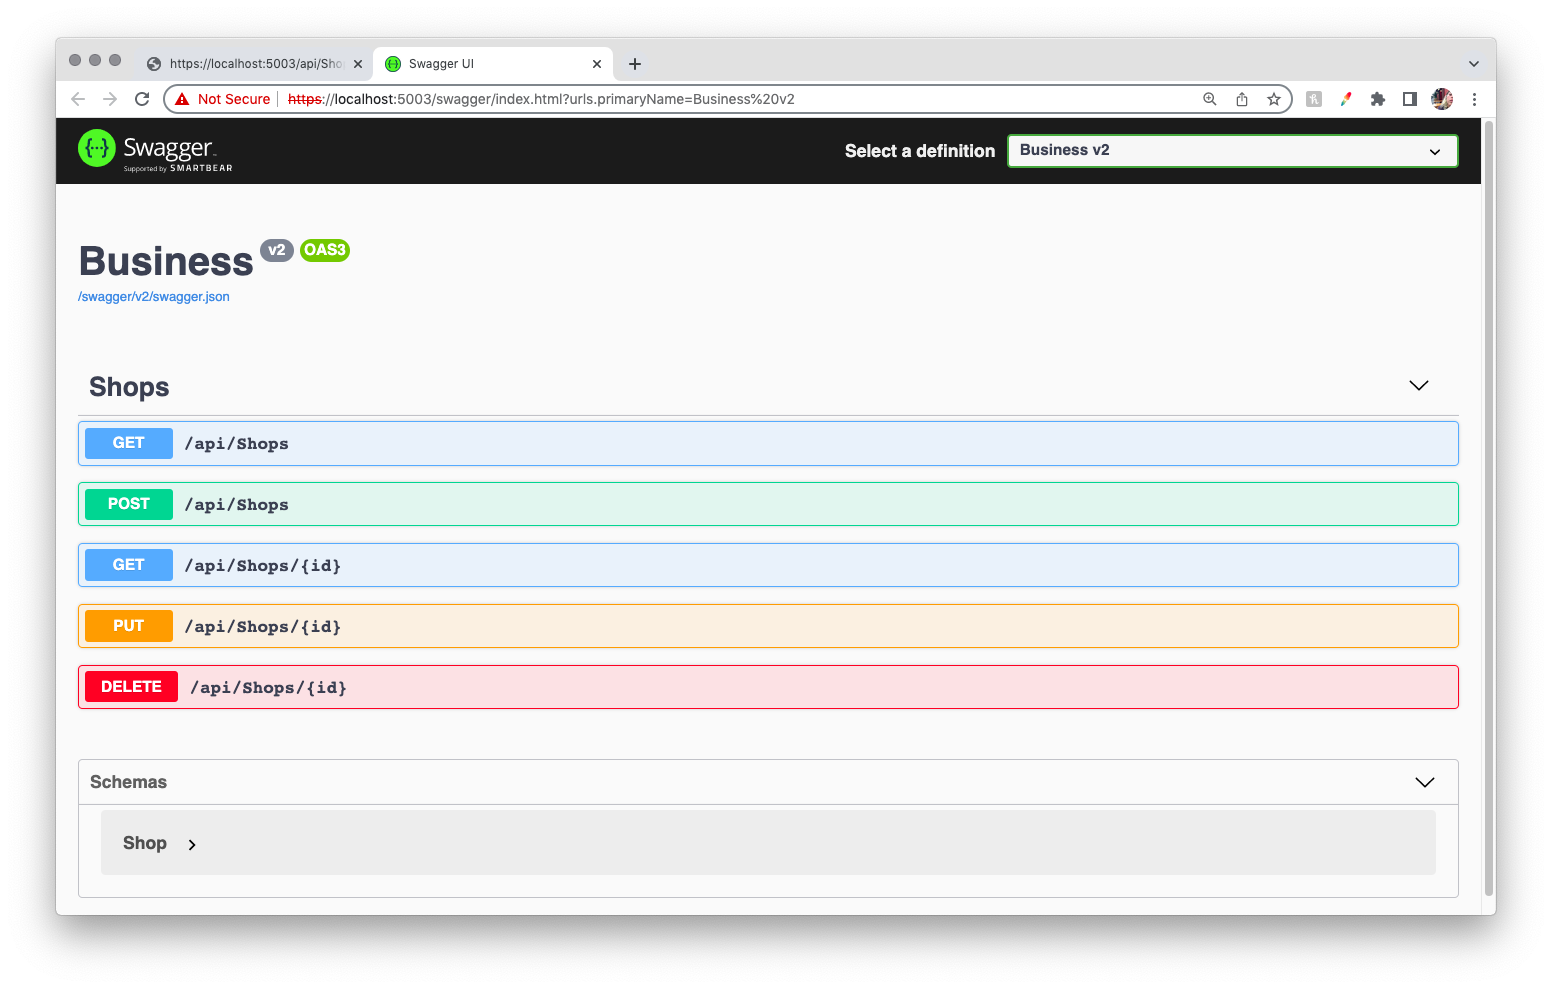 https://localhost:5003/api/Sho
Swagger UI
Not Secure
https://localhost:5003/swagger/index.html?urls.primaryName=Business%20v2
Swagger
Supported by SMARTBEAR
Select a definition
Business v2
Business v2 OAS3
/swagger/v2/swagger.json
Shops
GET /api/Shops
POST /api/Shops
GET /api/Shops/{id}
PUT /api/Shops/{id}
DELETE /api/Shops/{id}
Schemas
Shop